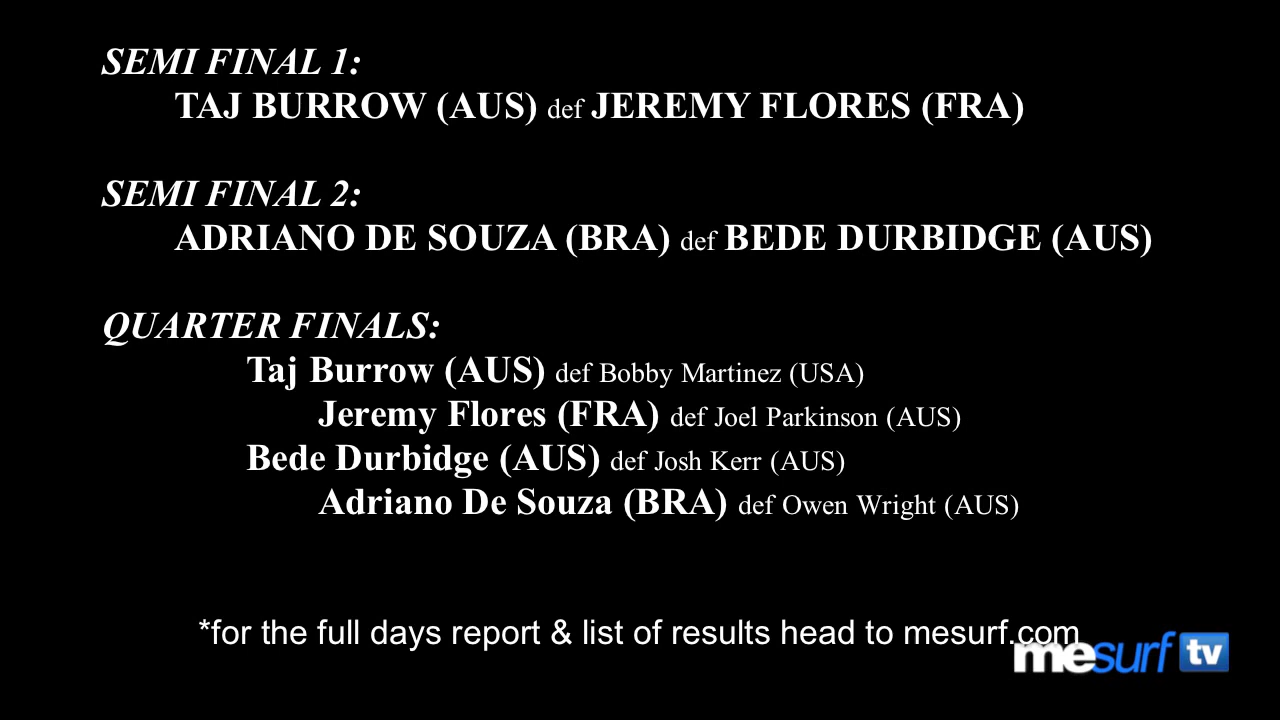 SEMI FINAL 1:
TAJ BURROW (AUS) def JEREMY FLORES (FRA)
SEMI FINAL 2:
ADRIANO DE SOUZA (BRA) def BEDE DURBIDGE (AUS)
QUARTER FINALS:
Taj Burrow (AUS) def Bobby Martinez (USA)
Jeremy Flores (FRA) def Joel Parkinson (AUS)
Bede Durbidge (AUS) def Josh Kerr (AUS)
Adriano De Souza (BRA) def Owen Wright (AUS)
*for the full days report & list of results head to mesurf.com
mesurf tv